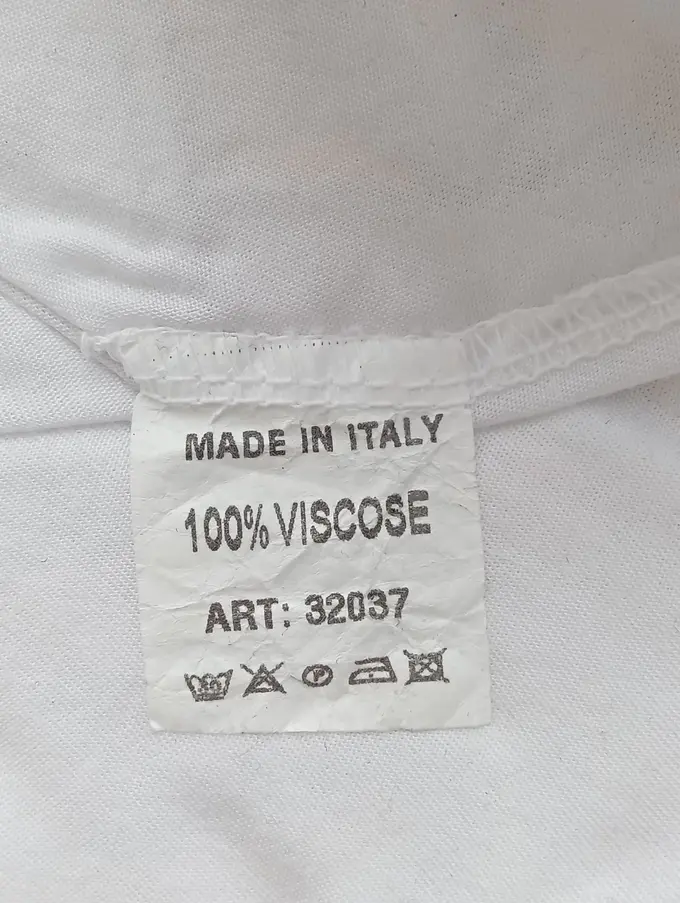 MADE IN ITALY
100% VISCOSE
ART: 32037
P